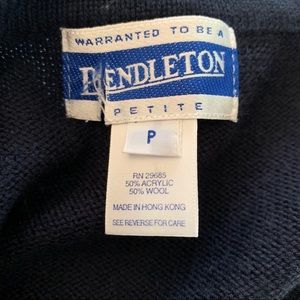 WARRANTED TO BE A
PENDLETON
PETITE
P
RN 29685
50% ACRYLIC
50% WOOL
MADE IN HONG KONG
SEE REVERSE FOR CARE